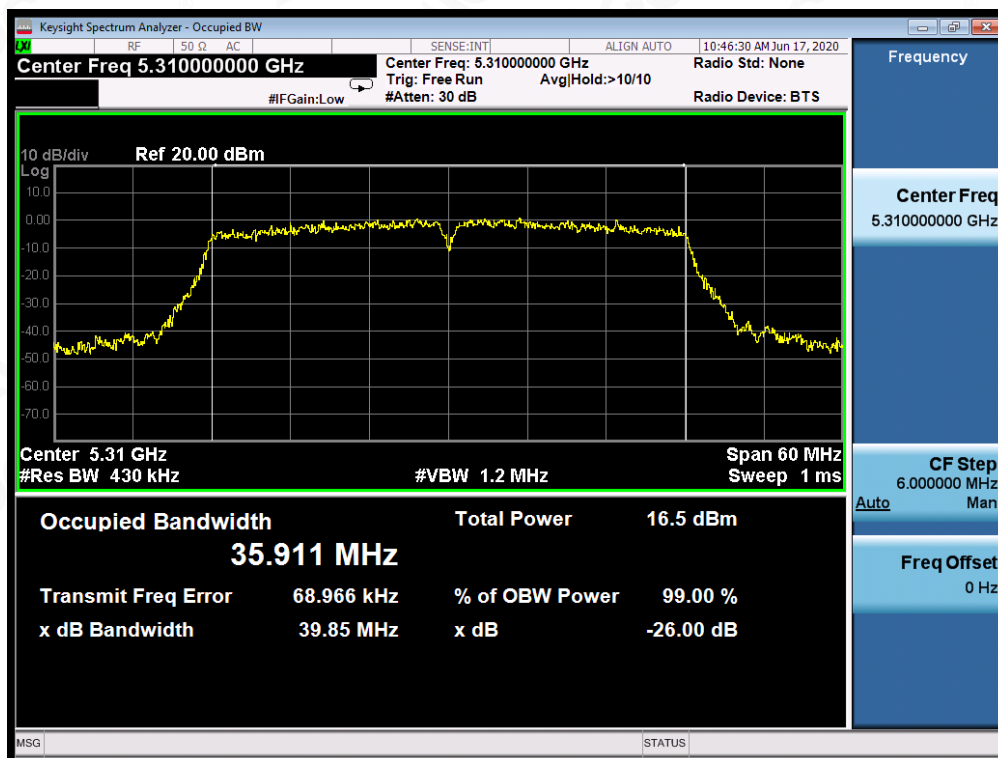 Keysight Spectrum Analyzer - Occupied BW
LXI RF 50 Ω AC SENSE:INT ALIGN AUTO 10:46:30 AM Jun 17, 2020
Center Freq 5.310000000 GHz
#IFGain:Low
Center Freq: 5.310000000 GHz
Trig: Free Run Avg|Hold:>10/10
#Atten: 30 dB
Radio Std: None
Radio Device: BTS
10 dB/div Ref 20.00 dBm
Log
10.0
0.00
-10.0
-20.0
-30.0
-40.0
-50.0
-60.0
-70.0
Center 5.31 GHz Span 60 MHz
#Res BW 430 kHz #VBW 1.2 MHz Sweep 1 ms
Occupied Bandwidth Total Power 16.5 dBm
35.911 MHz
Transmit Freq Error 68.966 kHz % of OBW Power 99.00 %
x dB Bandwidth 39.85 MHz x dB -26.00 dB
MSG STATUS
Frequency
Center Freq
5.310000000 GHz
CF Step
6.000000 MHz
Auto Man
Freq Offset
0 Hz